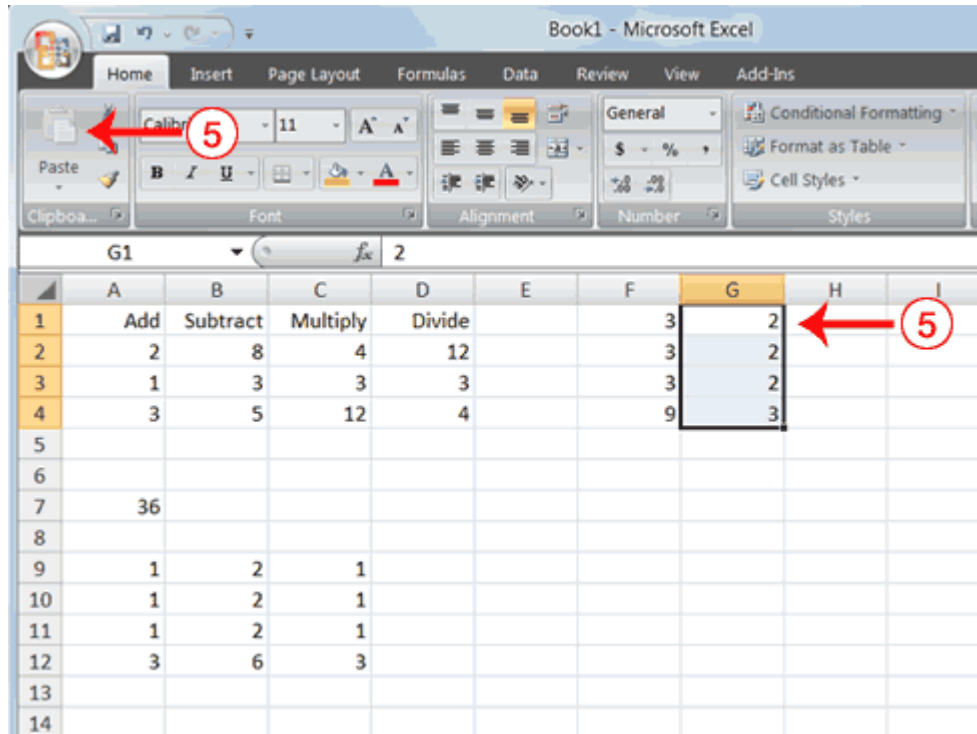 Book1 - Microsoft Excel
Home Insert Page Layout Formulas Data Review View Add-Ins
5 Calibr 11 A A General Conditional Formatting
$ % , Format as Table
Paste B I U A .00 .00 Cell Styles
Clipboa... Font Alignment Number Styles
G1 fx 2
A B C D E F G H I
1 Add Subtract Multiply Divide 3 2 5
2 2 8 4 12 3 2
3 1 3 3 3 3 2
4 3 5 12 4 9 3
5
6
7 36
8
9 1 2 1
10 1 2 1
11 1 2 1
12 3 6 3
13
14